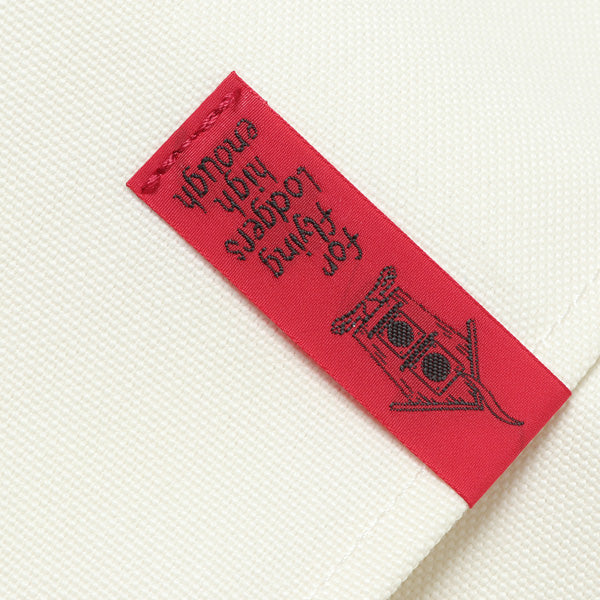 for
flying
Lodgers
high
enough